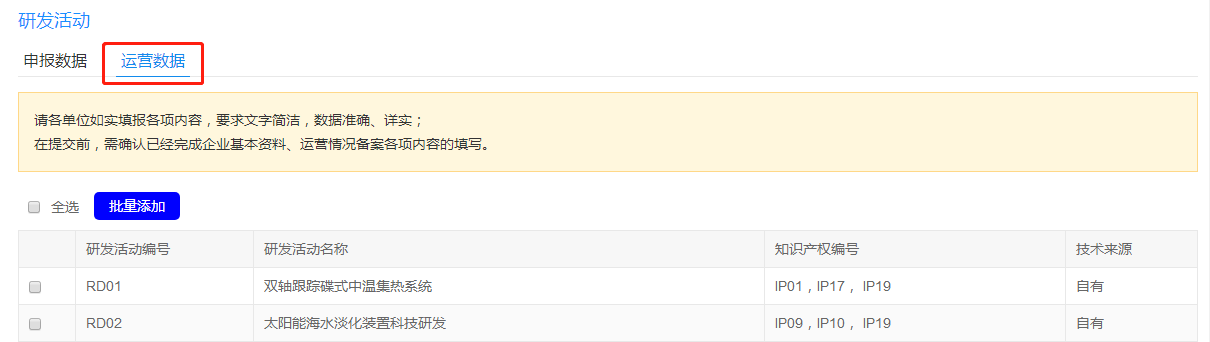 研发活动
申报数据 运营数据
请各单位如实填报各项内容，要求文字简洁，数据准确、详实；
在提交前，需确认已经完成企业基本资料、运营情况备案各项内容的填写。
全选 批量添加
研发活动编号 研发活动名称 知识产权编号 技术来源
RD01 双轴跟踪碟式中温集热系统 IP01，IP17， IP19 自有
RD02 太阳能海水淡化装置科技研发 IP09，IP10， IP19 自有